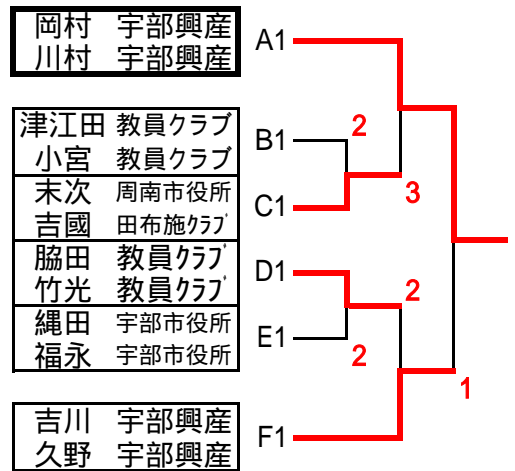 岡村 宇部興産
川村 宇部興産
A1
津江田 教員クラブ
小宮 教員クラブ
B1
2
末次 周南市役所
吉國 田布施ｸﾗﾌﾞ
C1
3
脇田 教員ｸﾗﾌﾞ
竹光 教員ｸﾗﾌﾞ
D1
2
縄田 宇部市役所
福永 宇部市役所
E1
2
1
吉川 宇部興産
久野 宇部興産
F1